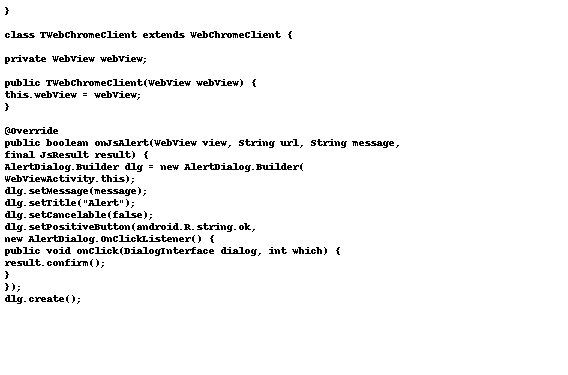 }
class TWebChromeClient extends WebChromeClient {
private WebView webView;
public TWebChromeClient(WebView webView) {
this.webView = webView;
}
@Override
public boolean onJsAlert(WebView view, String url, String message,
final JsResult result) {
AlertDialog.Builder dlg = new AlertDialog.Builder(
WebViewActivity.this);
dlg.setMessage(message);
dlg.setTitle("Alert");
dlg.setCancelable(false);
dlg.setPositiveButton(android.R.string.ok,
new AlertDialog.OnClickListener() {
public void onClick(DialogInterface dialog, int which) {
result.confirm();
}
});
dlg.create();